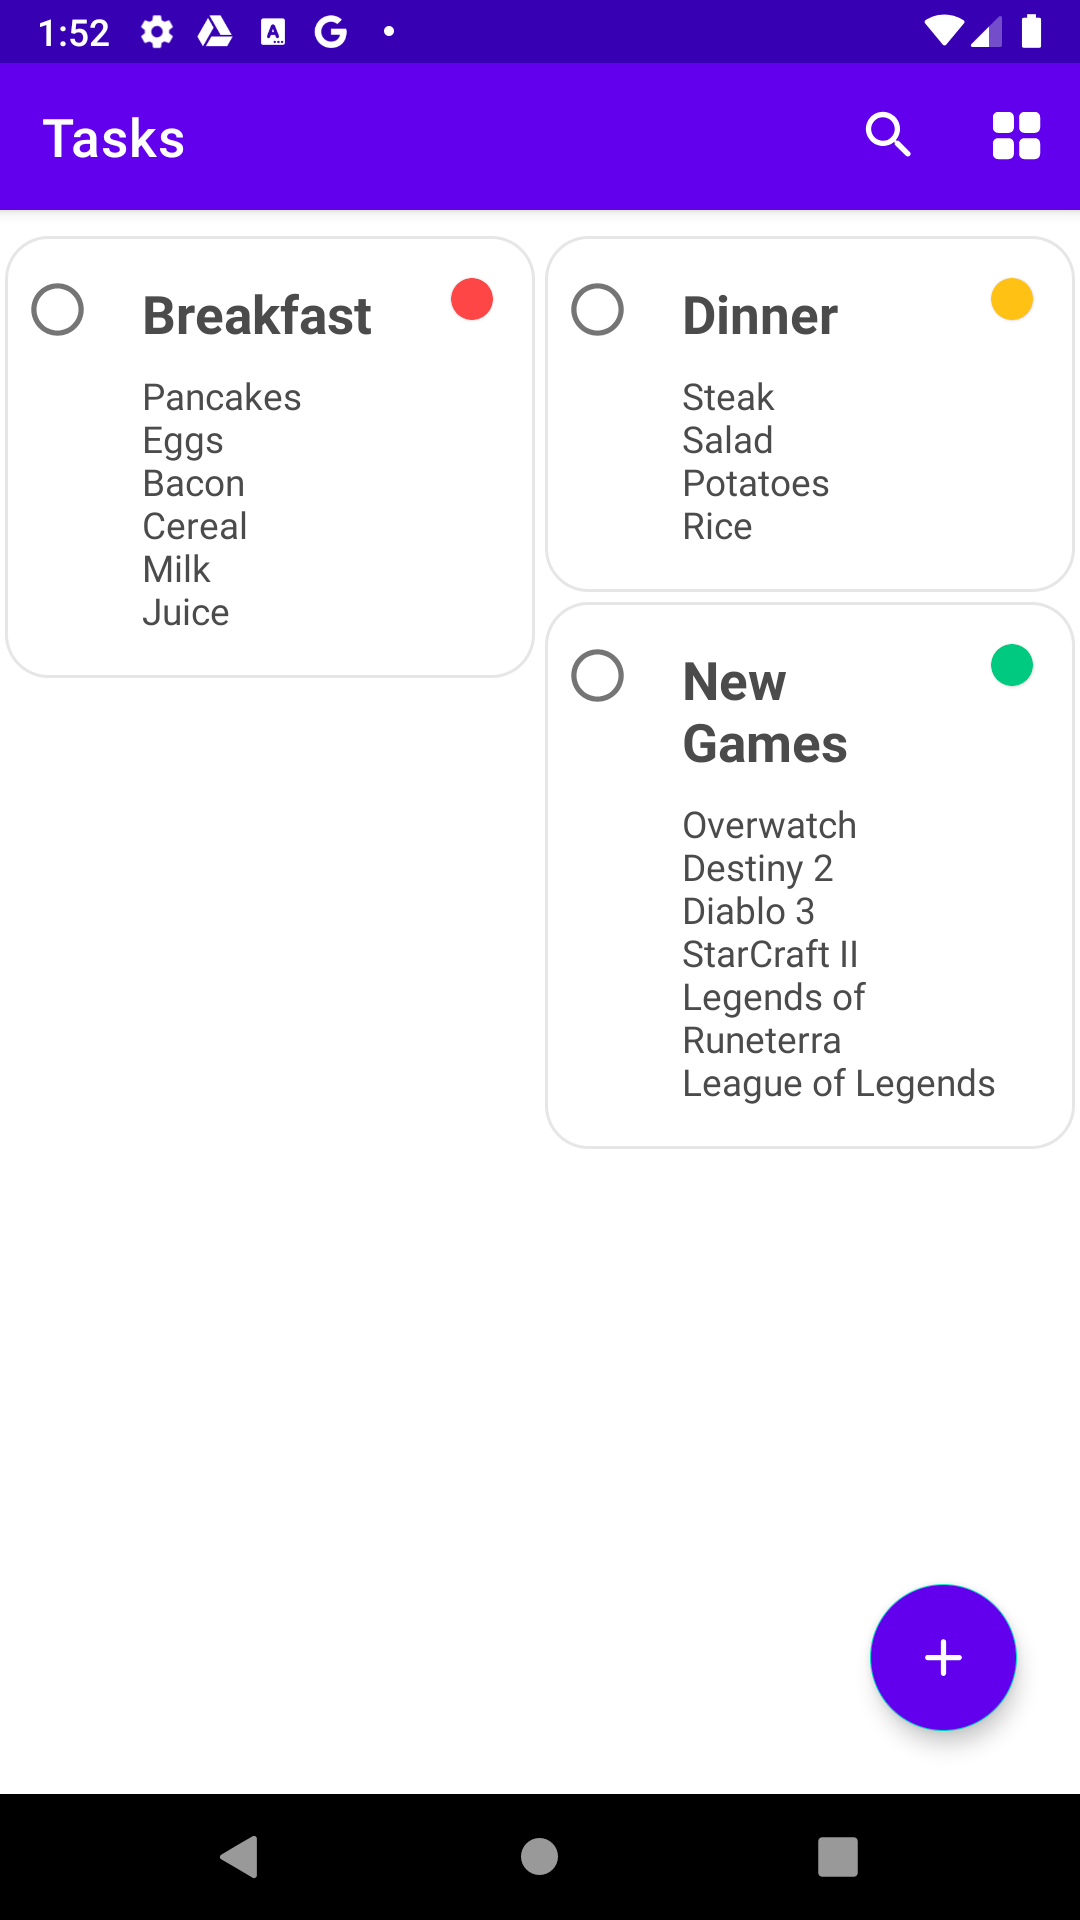 1:52
Tasks
Breakfast
Pancakes
Eggs
Bacon
Cereal
Milk
Juice
Dinner
Steak
Salad
Potatoes
Rice
New
Games
Overwatch
Destiny 2
Diablo 3
StarCraft II
Legends of
Runeterra
League of Legends